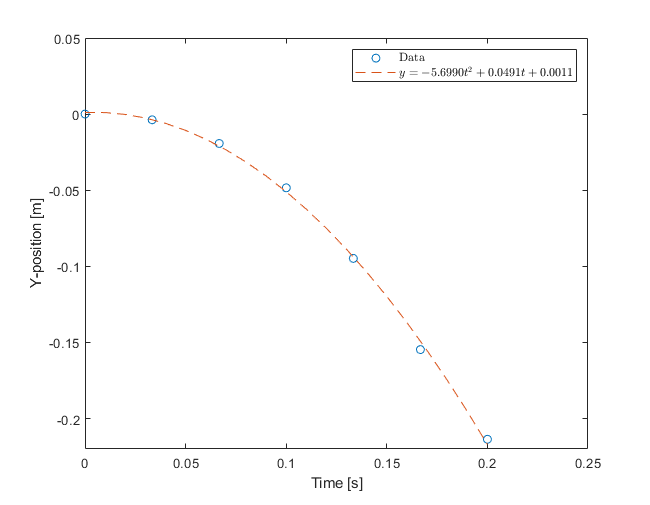 0.05
Data
y = −5.6990t² + 0.0491t + 0.0011
0
-0.05
Y-position [m]
-0.1
-0.15
-0.2
0 0.05 0.1 0.15 0.2 0.25
Time [s]